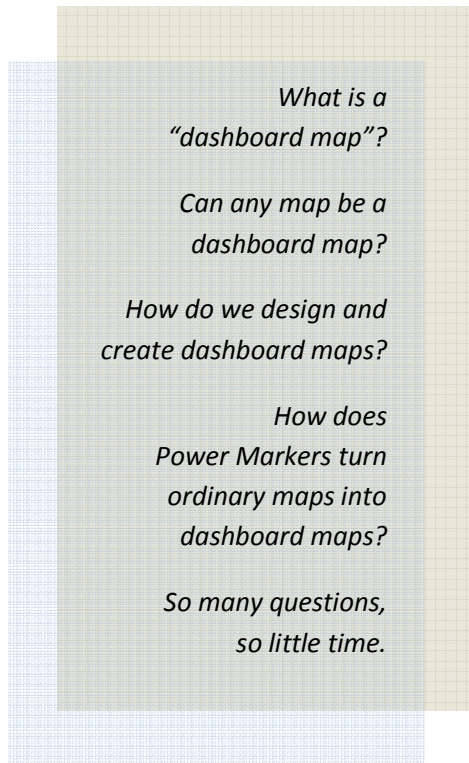 What is a
“dashboard map”?
Can any map be a
dashboard map?
How do we design and
create dashboard maps?
How does
Power Markers turn
ordinary maps into
dashboard maps?
So many questions,
so little time.